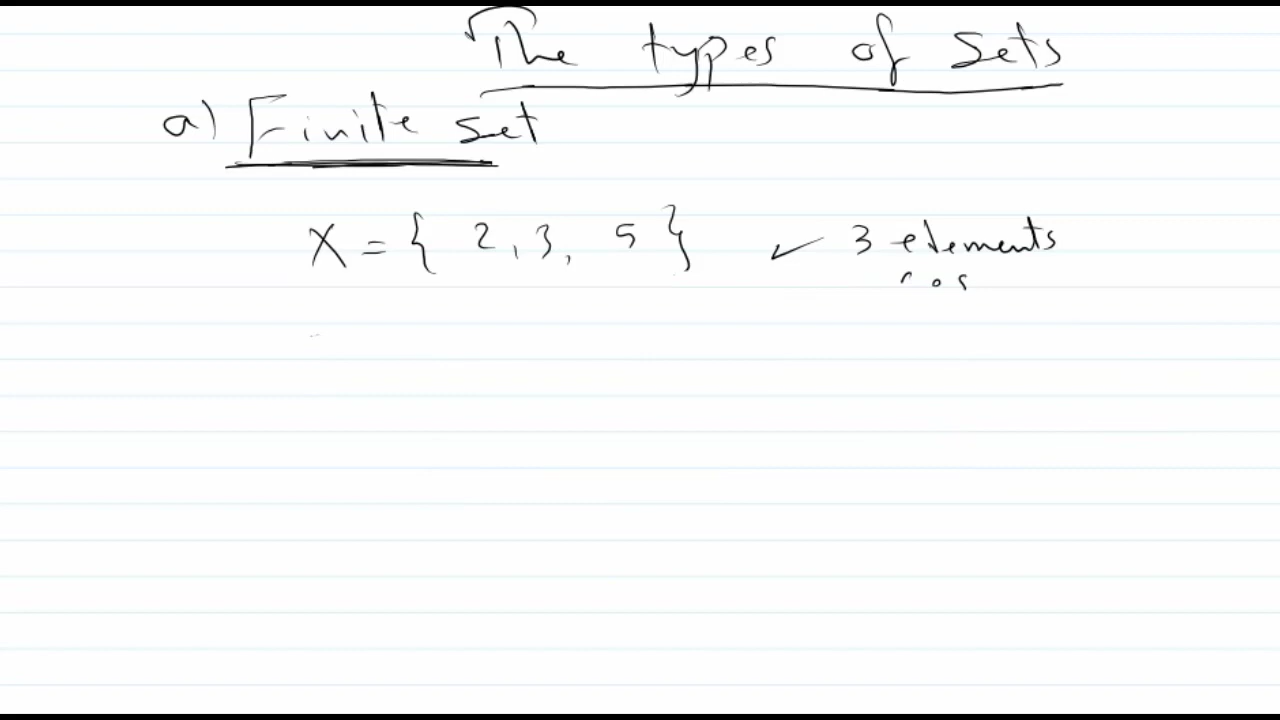 The types of sets
a) Finite set
X = { 2, 3, 5 } ✓ 3 elements